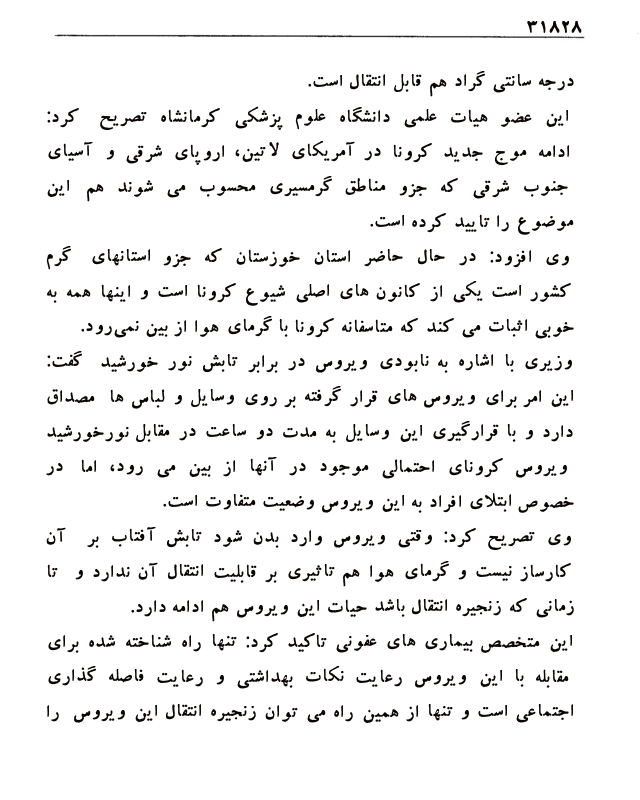 ۳۱۸۲۸
درجه سانتی گراد هم قابل انتقال است.
این عضو هیات علمی دانشگاه علوم پزشکی کرمانشاه تصریح کرد:
ادامه موج جدید کرونا در آمریکای لاتین، اروپای شرقی و آسیای
جنوب شرقی که جزو مناطق گرمسیری محسوب می شوند هم این
موضوع را تایید کرده است.
وی افزود: در حال حاضر استان خوزستان که جزو استانهای گرم
کشور است یکی از کانون های اصلی شیوع کرونا است و اینها همه به
خوبی اثبات می کند که متاسفانه کرونا با گرمای هوا از بین نمی‌رود.
وزیری با اشاره به نابودی ویروس در برابر تابش نور خورشید گفت:
این امر برای ویروس های قرار گرفته بر روی وسایل و لباس ها مصداق
دارد و با قرارگیری این وسایل به مدت دو ساعت در مقابل نورخورشید
ویروس کرونای احتمالی موجود در آنها از بین می رود، اما در
خصوص ابتلای افراد به این ویروس وضعیت متفاوت است.
وی تصریح کرد: وقتی ویروس وارد بدن شود تابش آفتاب بر آن
کارساز نیست و گرمای هوا هم تاثیری بر قابلیت انتقال آن ندارد و تا
زمانی که زنجیره انتقال باشد حیات این ویروس هم ادامه دارد.
این متخصص بیماری های عفونی تاکید کرد: تنها راه شناخته شده برای
مقابله با این ویروس رعایت نکات بهداشتی و رعایت فاصله گذاری
اجتماعی است و تنها از همین راه می توان زنجیره انتقال این ویروس را